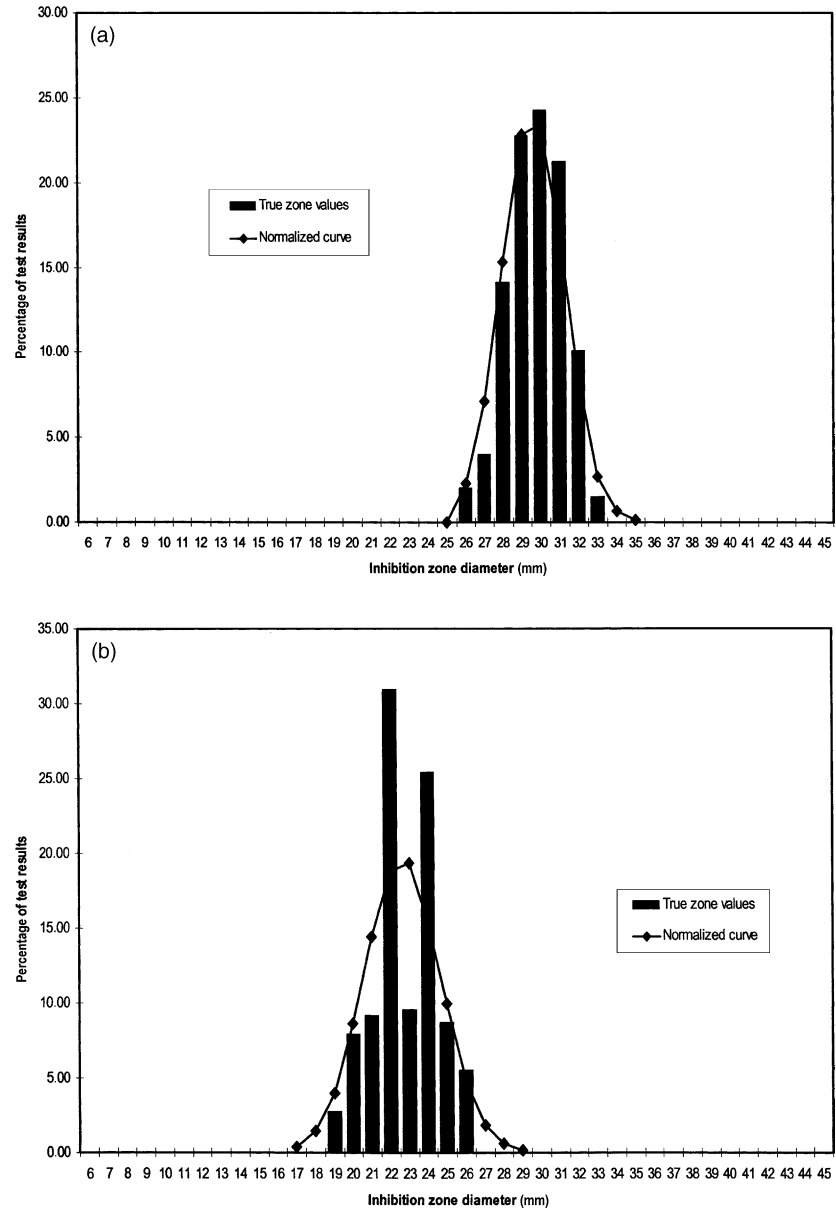 (a)
30.00
25.00
20.00
15.00
10.00
5.00
0.00
Percentage of test results
True zone values
Normalized curve
6 7 8 9 10 11 12 13 14 15 16 17 18 19 20 21 22 23 24 25 26 27 28 29 30 31 32 33 34 35 36 37 38 39 40 41 42 43 44 45
Inhibition zone diameter (mm)
(b)
35.00
30.00
25.00
20.00
15.00
10.00
5.00
0.00
Percentage of test results
True zone values
Normalized curve
6 7 8 9 10 11 12 13 14 15 16 17 18 19 20 21 22 23 24 25 26 27 28 29 30 31 32 33 34 35 36 37 38 39 40 41 42 43 44 45
Inhibition zone diameter (mm)